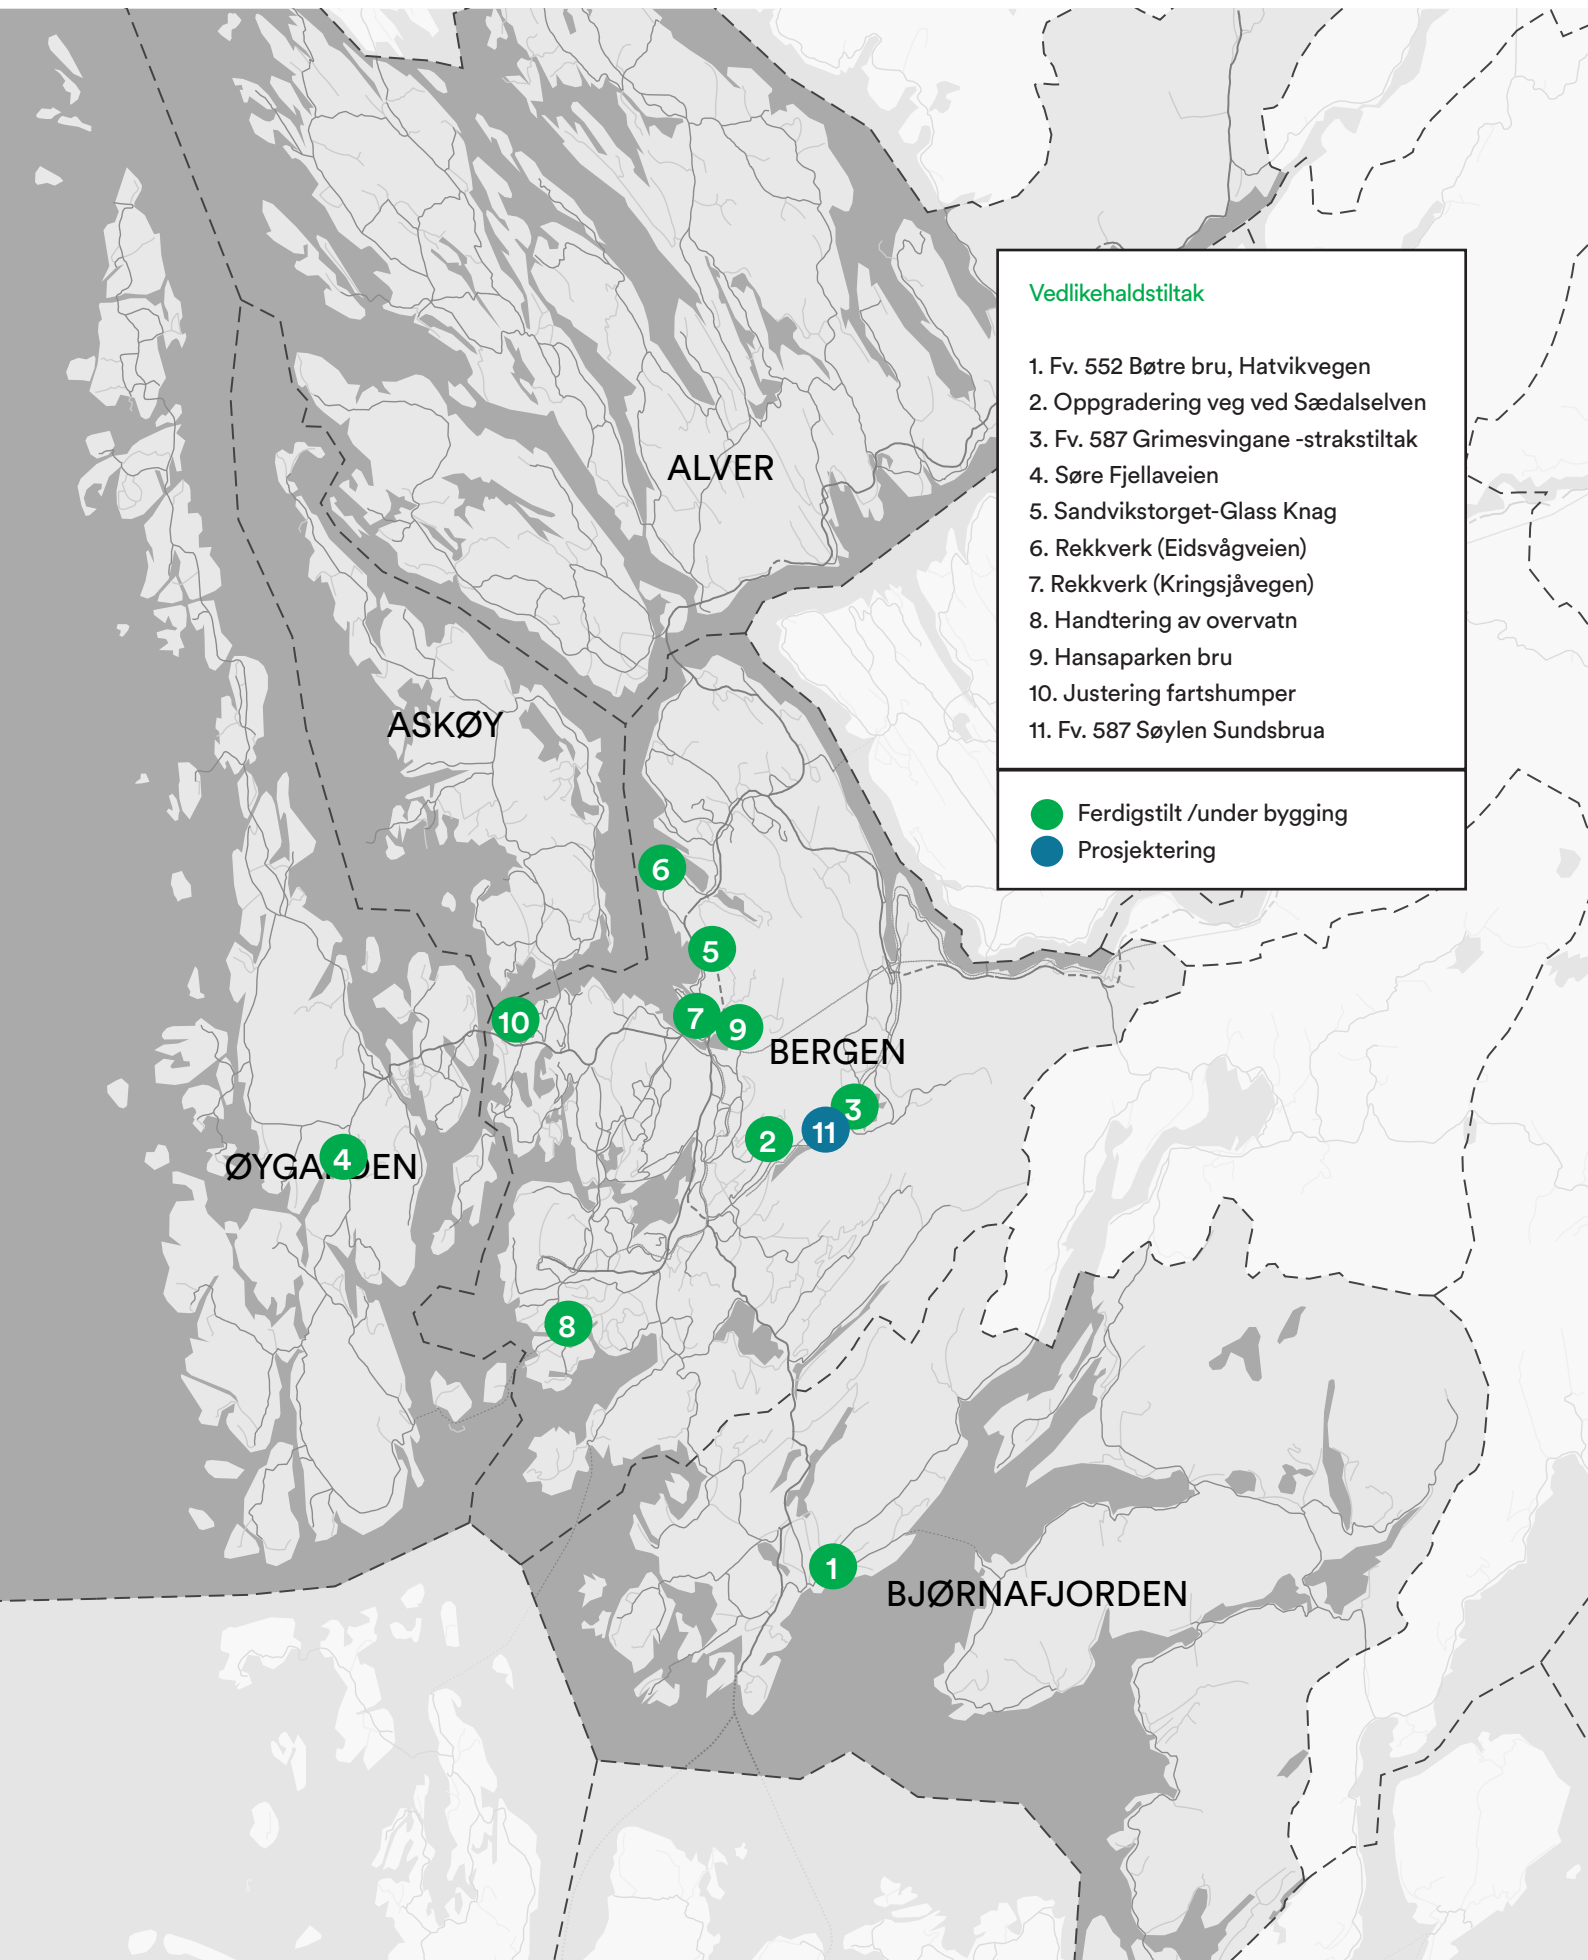 Vedlikehaldstiltak
1. Fv. 552 Bøtre bru, Hatvikvegen
2. Oppgradering veg ved Sædalselven
3. Fv. 587 Grimesvingane -strakstiltak
4. Søre Fjellaveien
5. Sandvikstorget-Glass Knag
6. Rekkverk (Eidsvågveien)
7. Rekkverk (Kringsjåvegen)
8. Handtering av overvatn
9. Hansaparken bru
10. Justering fartshumper
11. Fv. 587 Søylen Sundsbrua
Ferdigstilt /under bygging
Prosjektering
ALVER
ASKØY
6
5
10
7
9
BERGEN
3
11
2
4
ØYGARDEN
8
1
BJØRNAFJORDEN